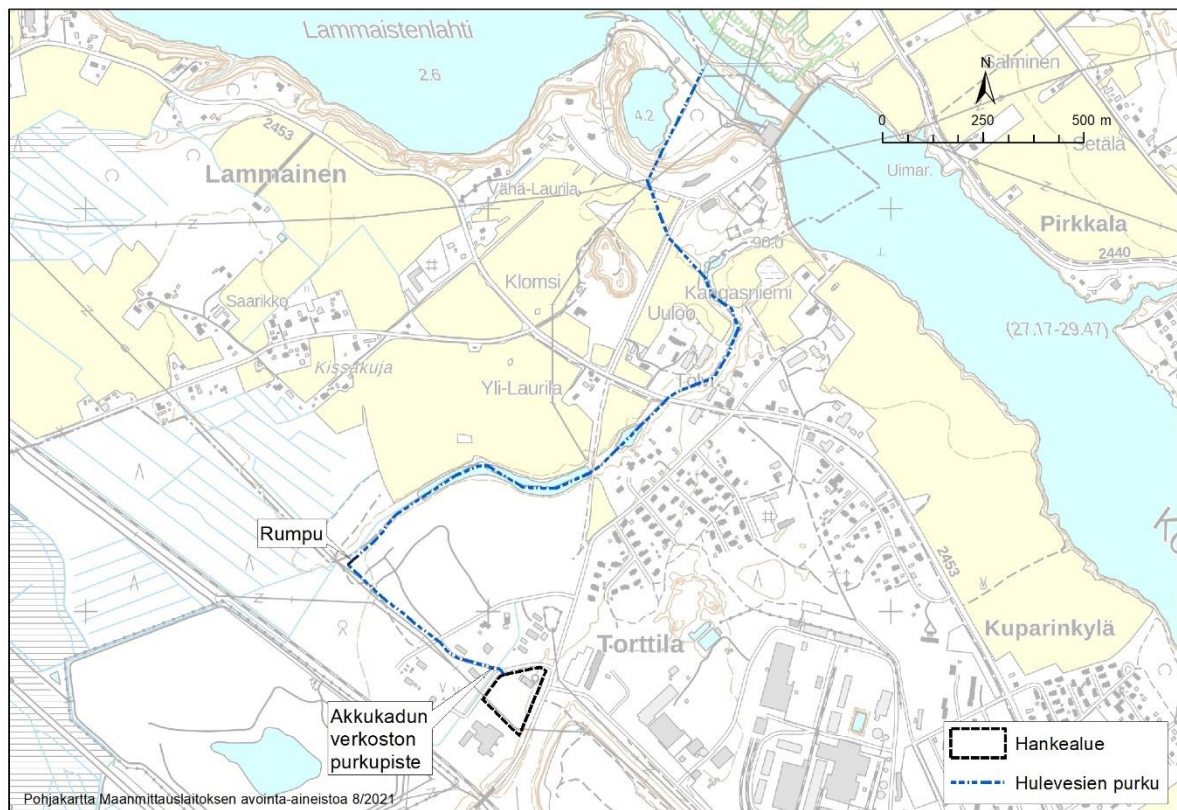 Lammaistenlahti
2.6
Salminen
N
0 250 500 m
4.2
2453
Setälä
Lammainen
Vähä-Laurila
Uimar.
Pirkkala
90.0
2440
Saarikko
Klomsi
Kangasniemi
Uuloo
(27.17-29.47)
Kissakuja
Yli-Laurila
Rumpu
2453
Torttila
Kuparinkylä
Akkukadun
verkoston
purkupiste
Hankealue
Hulevesien purku
Pohjakartta Maanmittauslaitoksen avointa-aineistoa 8/2021